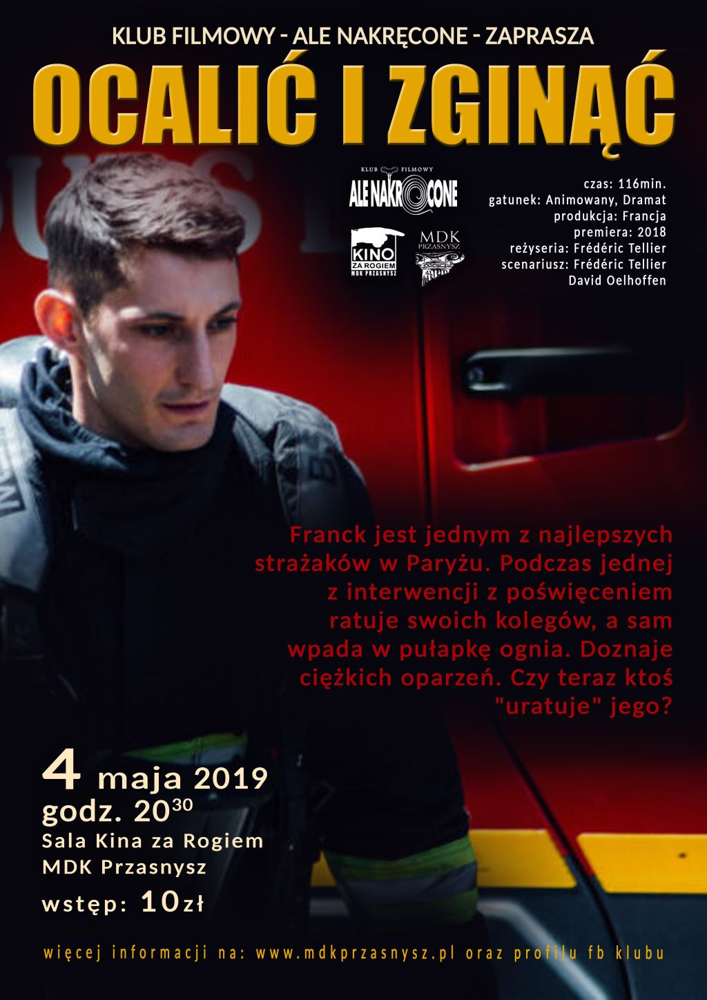 KLUB FILMOWY - ALE NAKRĘCONE - ZAPRASZA
OCALIĆ I ZGINĄĆ
KLUB FILMOWY
ALE NAKRĘCONE
KINO
ZA ROGIEM
MDK PRZASNYSZ
MDK
PRZASNYSZ
czas: 116min.
gatunek: Animowany, Dramat
produkcja: Francja
premiera: 2018
reżyseria: Frédéric Tellier
scenariusz: Frédéric Tellier
David Oelhoffen
Franck jest jednym z najlepszych
strażaków w Paryżu. Podczas jednej
z interwencji z poświęceniem
ratuje swoich kolegów, a sam
wpada w pułapkę ognia. Doznaje
ciężkich oparzeń. Czy teraz ktoś
"uratuje" jego?
4 maja 2019
godz. 20³⁰
Sala Kina za Rogiem
MDK Przasnysz
wstęp: 10zł
więcej informacji na: www.mdkprzasnysz.pl oraz profilu fb klubu